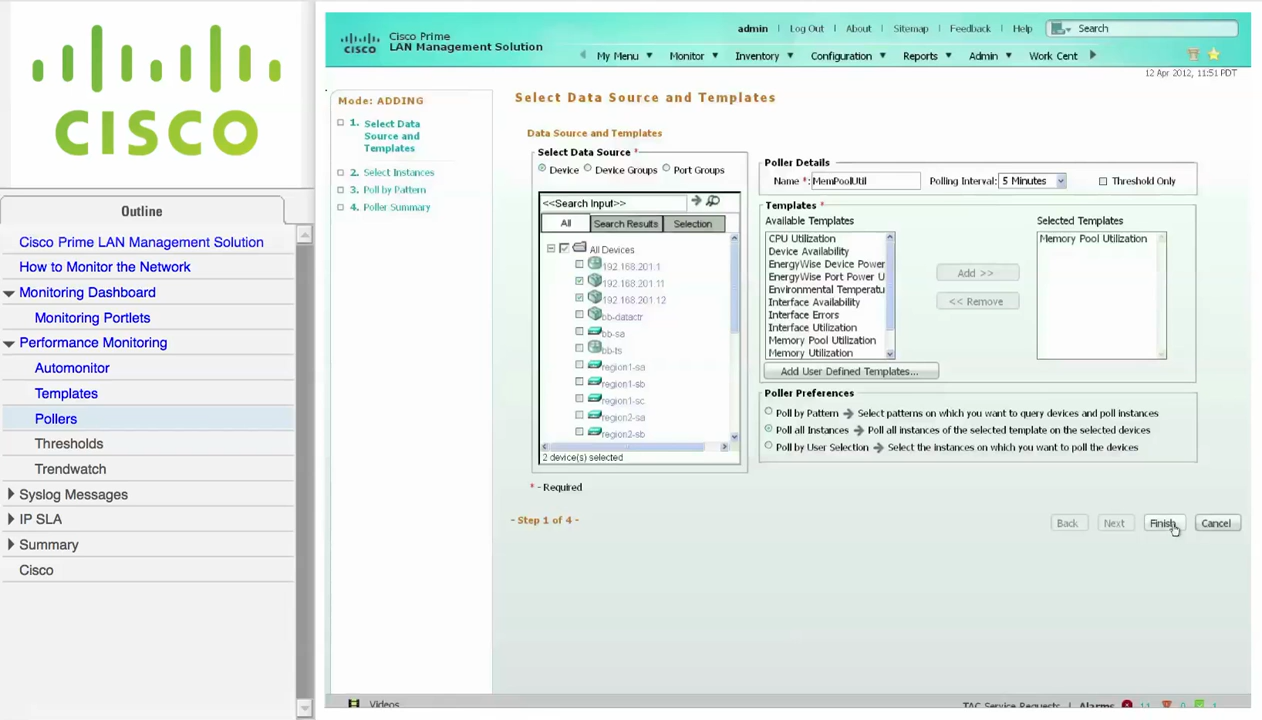 CISCO
Outline
Cisco Prime LAN Management Solution
How to Monitor the Network
Monitoring Dashboard
Monitoring Portlets
Performance Monitoring
Automonitor
Templates
Pollers
Thresholds
Trendwatch
Syslog Messages
IP SLA
Summary
Cisco
CISCO
Cisco Prime
LAN Management Solution
admin Log Out About Sitemap Feedback Help Search
My Menu Monitor Inventory Configuration Reports Admin Work Cent
12 Apr 2012, 11:51 PDT
Mode: ADDING
1. Select Data
Source and
Templates
2. Select Instances
3. Poll by Pattern
4. Poller Summary
Select Data Source and Templates
Data Source and Templates
Select Data Source *
Device Device Groups Port Groups
<<Search Input>>
All Search Results Selection
All Devices
192.168.201.1
192.168.201.11
192.168.201.12
bb-datactr
bb-sa
bb-ts
region1-sa
region1-sb
region1-sc
region2-sa
region2-sb
2 device(s) selected
Poller Details
Name *: MemPoolUtil Polling Interval: 5 Minutes Threshold Only
Templates *
Available Templates Selected Templates
CPU Utilization
Device Availability
EnergyWise Device Power
EnergyWise Port Power U
Environmental Temperatu
Interface Availability
Interface Errors
Interface Utilization
Memory Pool Utilization
Memory Utilization
Add >>
<< Remove
Memory Pool Utilization
Add User Defined Templates...
Poller Preferences
Poll by Pattern Select patterns on which you want to query devices and poll instances
Poll all Instances Poll all instances of the selected template on the selected devices
Poll by User Selection Select the instances on which you want to poll the devices
* - Required
- Step 1 of 4 -
Back Next Finish Cancel
Videos
TAC Service Requests Alarms